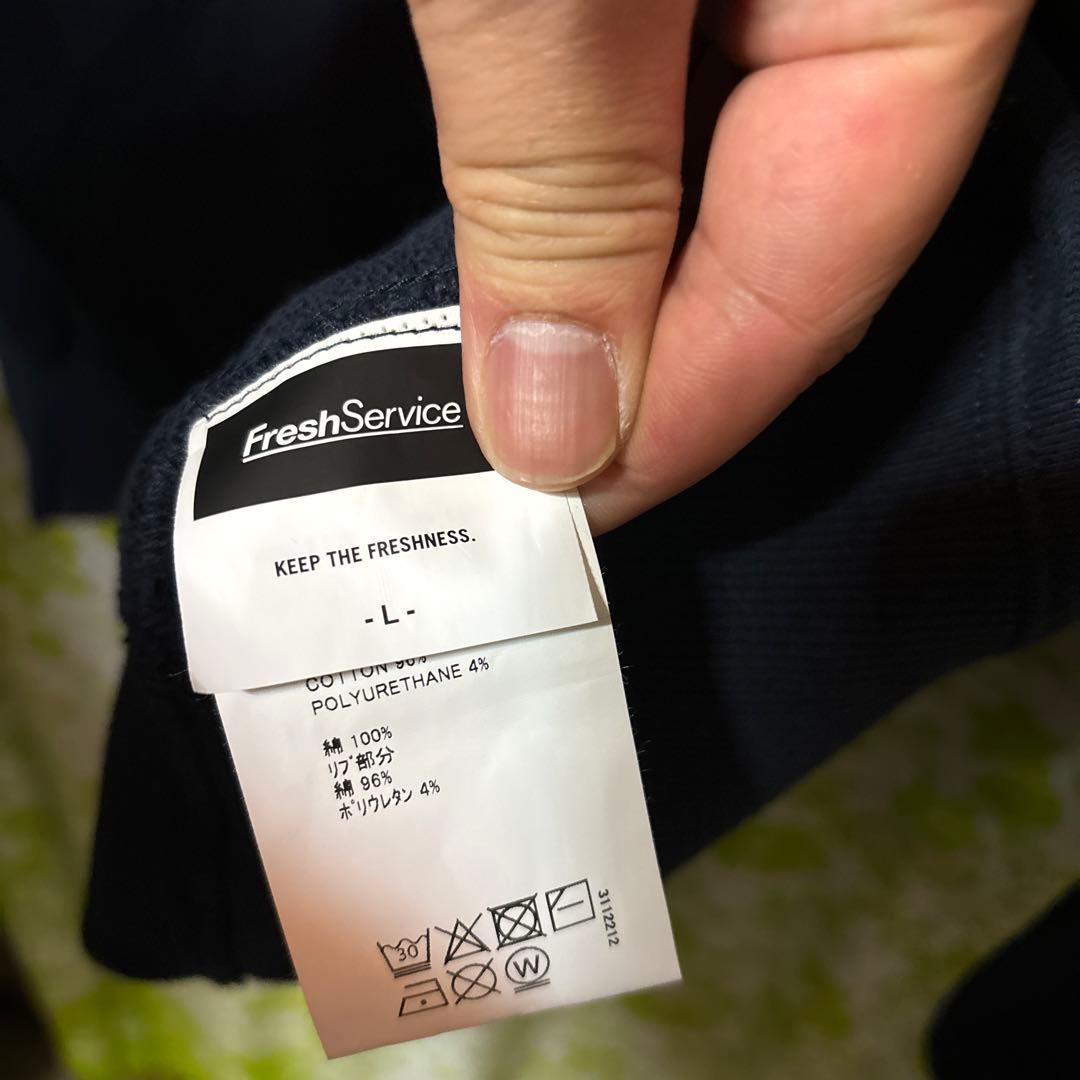 FreshService
KEEP THE FRESHNESS.
- L -
COTTON 96%
POLYURETHANE 4%
綿 100%
リブ部分
綿 96%
ポリウレタン 4%
3112212
30
W